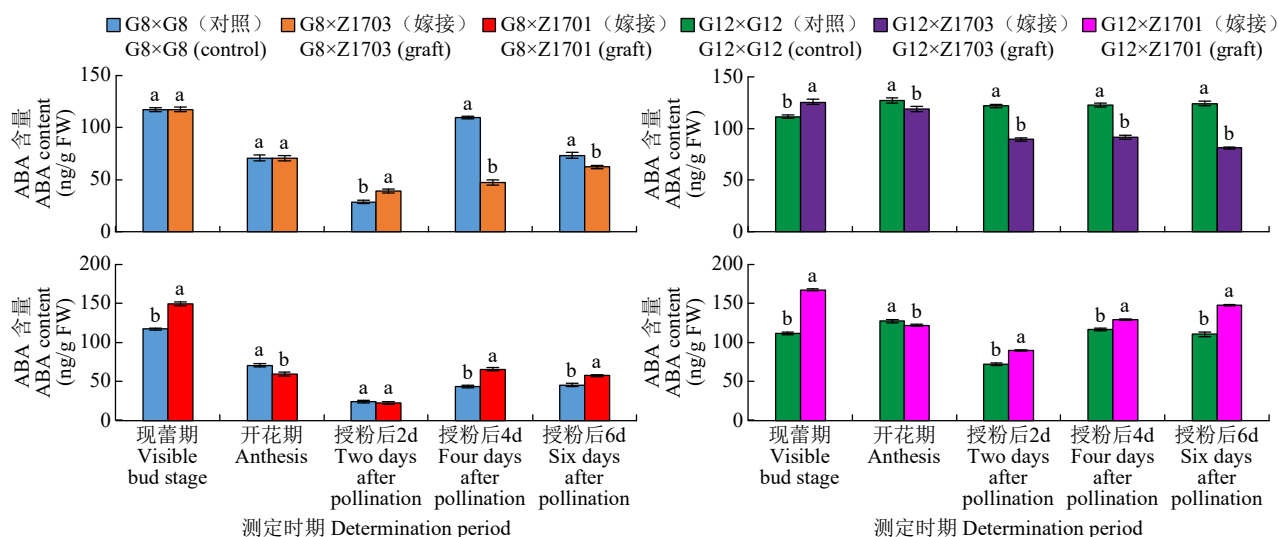 G8×G8（对照） G8×Z1703（嫁接） G8×Z1701（嫁接） G12×G12（对照） G12×Z1703（嫁接） G12×Z1701（嫁接）
G8×G8 (control) G8×Z1703 (graft) G8×Z1701 (graft) G12×G12 (control) G12×Z1703 (graft) G12×Z1701 (graft)
ABA 含量
ABA content
(ng/g FW)
150
100
50
0
a a a a b a a b a b
ABA 含量
ABA content
(ng/g FW)
150
100
50
0
b a a b a b a b a b
ABA 含量
ABA content
(ng/g FW)
200
150
100
50
0
b a a b a a b a b a
现蕾期 开花期 授粉后2d 授粉后4d 授粉后6d
Visible Anthesis Two days Four days Six days
bud stage after after after
pollination pollination pollination
测定时期 Determination period
ABA 含量
ABA content
(ng/g FW)
200
150
100
50
0
b a a b b a b a b a
现蕾期 开花期 授粉后2d 授粉后4d 授粉后6d
Visible Anthesis Two days Four days Six days
bud stage after after after
pollination pollination pollination
测定时期 Determination period